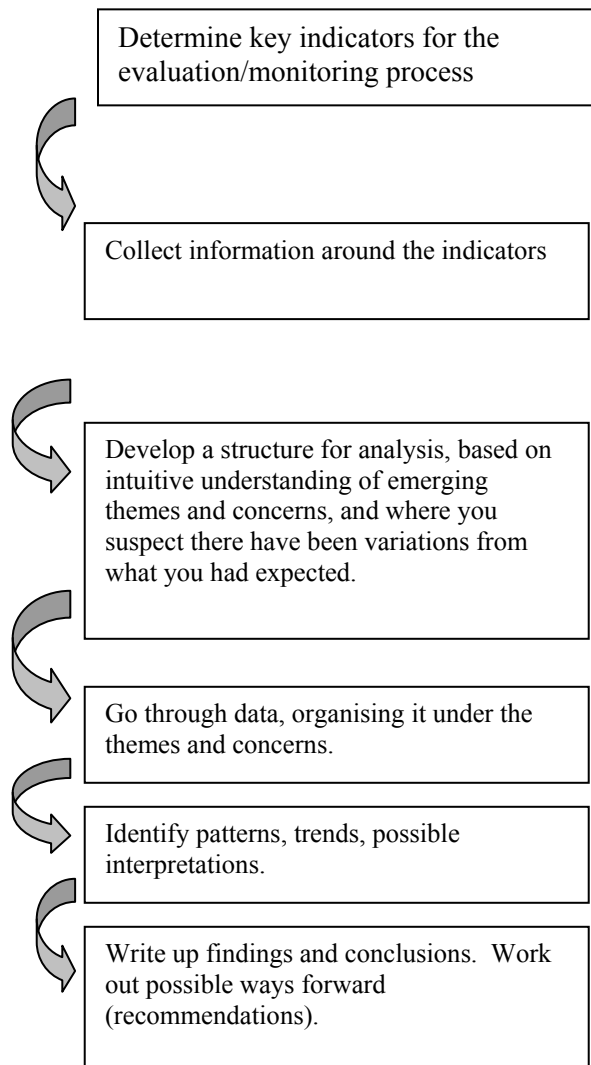 Determine key indicators for the
evaluation/monitoring process
Collect information around the indicators
Develop a structure for analysis, based on
intuitive understanding of emerging
themes and concerns, and where you
suspect there have been variations from
what you had expected.
Go through data, organising it under the
themes and concerns.
Identify patterns, trends, possible
interpretations.
Write up findings and conclusions.  Work
out possible ways forward
(recommendations).